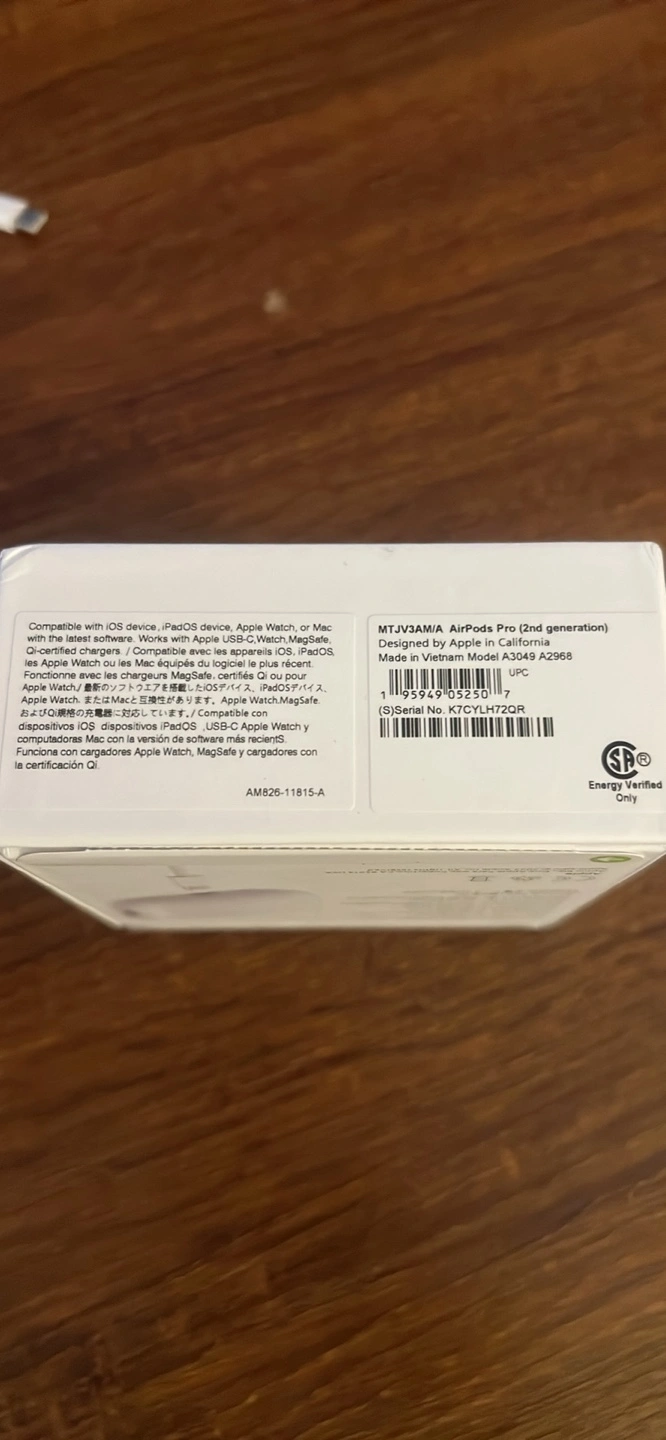 Compatible with iOS device, iPadOS device, Apple Watch, or Mac
with the latest software. Works with Apple USB-C,Watch,MagSafe,
Qi-certified chargers. / Compatible avec les appareils iOS, iPadOS,
les Apple Watch ou les Mac équipés du logiciel le plus récent.
Fonctionne avec les chargeurs MagSafe, certifiés Qi ou pour
Apple Watch./ 最新のソフトウエアを搭載したiOSデバイス、iPadOSデバイス、
Apple Watch、またはMacと互換性があります。Apple Watch.MagSafe.
およびQi規格の充電器に対応しています。/ Compatible con
dispositivos iOS dispositivos iPadOS ,USB-C Apple Watch y
computadoras Mac con la versión de software más recientS.
Funciona con cargadores Apple Watch, MagSafe y cargadores con
la certificación Qi.
AM826-11815-A
MTJV3AM/A AirPods Pro (2nd generation)
Designed by Apple in California
Made in Vietnam Model A3049 A2968
UPC
1 95949 05250 7
(S)Serial No. K7CYLH72QR
SA®
Energy Verified
Only